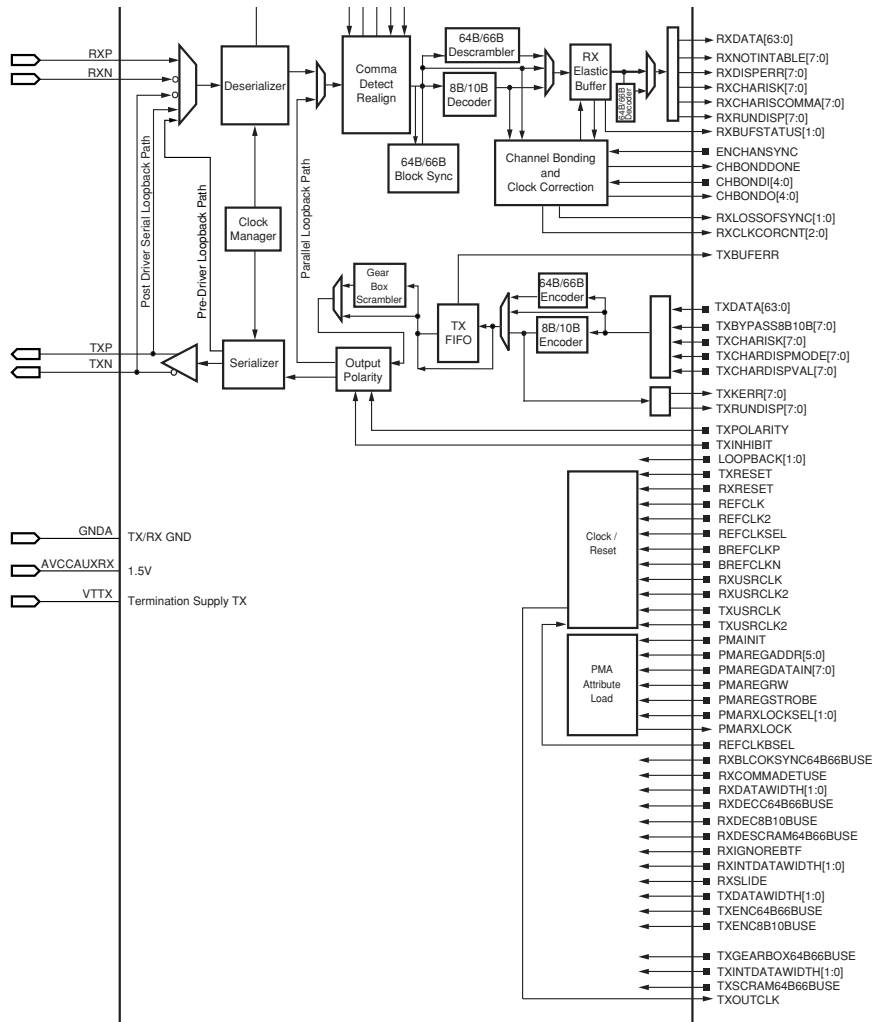 RXP
RXN
Post Driver Serial Loopback Path
Pre-Driver Loopback Path
Deserializer
Clock
Manager
Parallel Loopback Path
Comma
Detect
Realign
64B/66B
Descrambler
8B/10B
Decoder
64B/66B
Block Sync
RX
Elastic
Buffer
64B/66B
Decoder
Channel Bonding
and
Clock Correction
RXDATA[63:0]
RXNOTINTABLE[7:0]
RXDISPERR[7:0]
RXCHARISK[7:0]
RXCHARISCOMMA[7:0]
RXRUNDISP[7:0]
RXBUFSTATUS[1:0]
ENCHANSYNC
CHBONDDONE
CHBONDI[4:0]
CHBONDO[4:0]
RXLOSSOFSYNC[1:0]
RXCLKCORCNT[2:0]
TXBUFERR
Gear
Box
Scrambler
TX
FIFO
64B/66B
Encoder
8B/10B
Encoder
TXDATA[63:0]
TXBYPASS8B10B[7:0]
TXCHARISK[7:0]
TXCHARDISPMODE[7:0]
TXCHARDISPVAL[7:0]
TXP
TXN
Serializer
Output
Polarity
TXKERR[7:0]
TXRUNDISP[7:0]
TXPOLARITY
TXINHIBIT
LOOPBACK[1:0]
TXRESET
RXRESET
REFCLK
REFCLK2
REFCLKSEL
BREFCLKP
BREFCLKN
RXUSRCLK
RXUSRCLK2
TXUSRCLK
TXUSRCLK2
Clock /
Reset
GNDA
TX/RX GND
AVCCAUXRX
1.5V
VTTX
Termination Supply TX
PMA
Attribute
Load
PMAINIT
PMAREGADDR[5:0]
PMAREGDATAIN[7:0]
PMAREGRW
PMAREGSTROBE
PMARXLOCKSEL[1:0]
PMARXLOCK
REFCLKBSEL
RXBLCOKSYNC64B66BUSE
RXCOMMADETUSE
RXDATAWIDTH[1:0]
RXDECC64B66BUSE
RXDEC8B10BUSE
RXDESCRAM64B66BUSE
RXIGNOREBTF
RXINTDATAWIDTH[1:0]
RXSLIDE
TXDATAWIDTH[1:0]
TXENC64B66BUSE
TXENC8B10BUSE
TXGEARBOX64B66BUSE
TXINTDATAWIDTH[1:0]
TXSCRAM64B66BUSE
TXOUTCLK